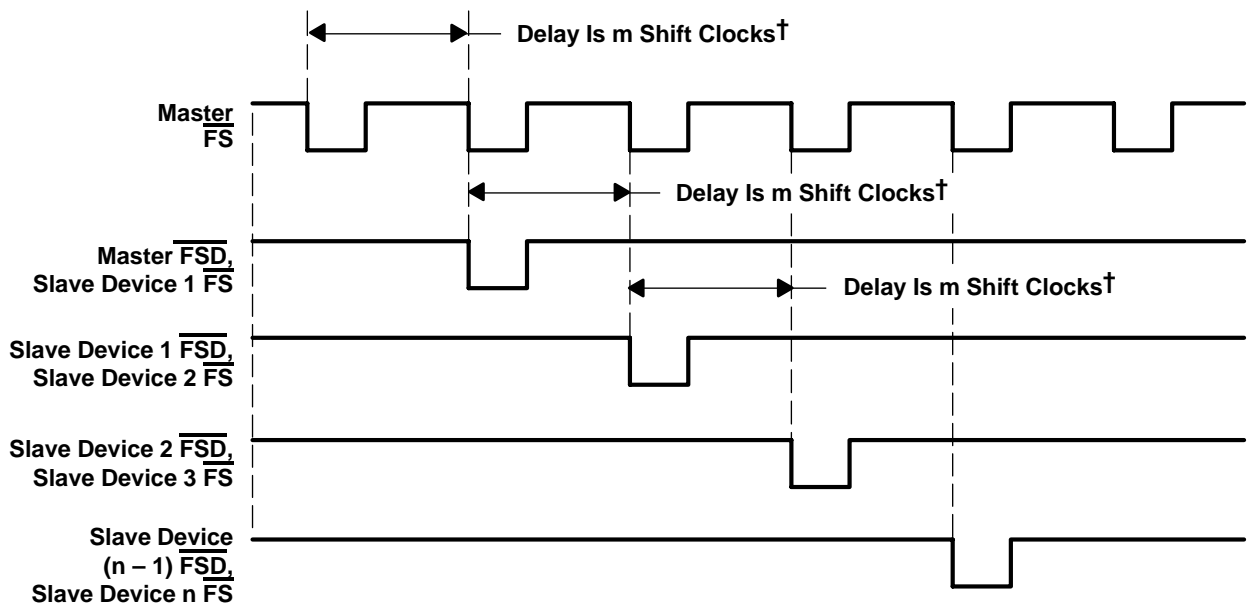 Delay Is m Shift Clocks†
Master
FS
Delay Is m Shift Clocks†
Master FSD,
Slave Device 1 FS
Delay Is m Shift Clocks†
Slave Device 1 FSD,
Slave Device 2 FS
Slave Device 2 FSD,
Slave Device 3 FS
Slave Device
(n – 1) FSD,
Slave Device n FS